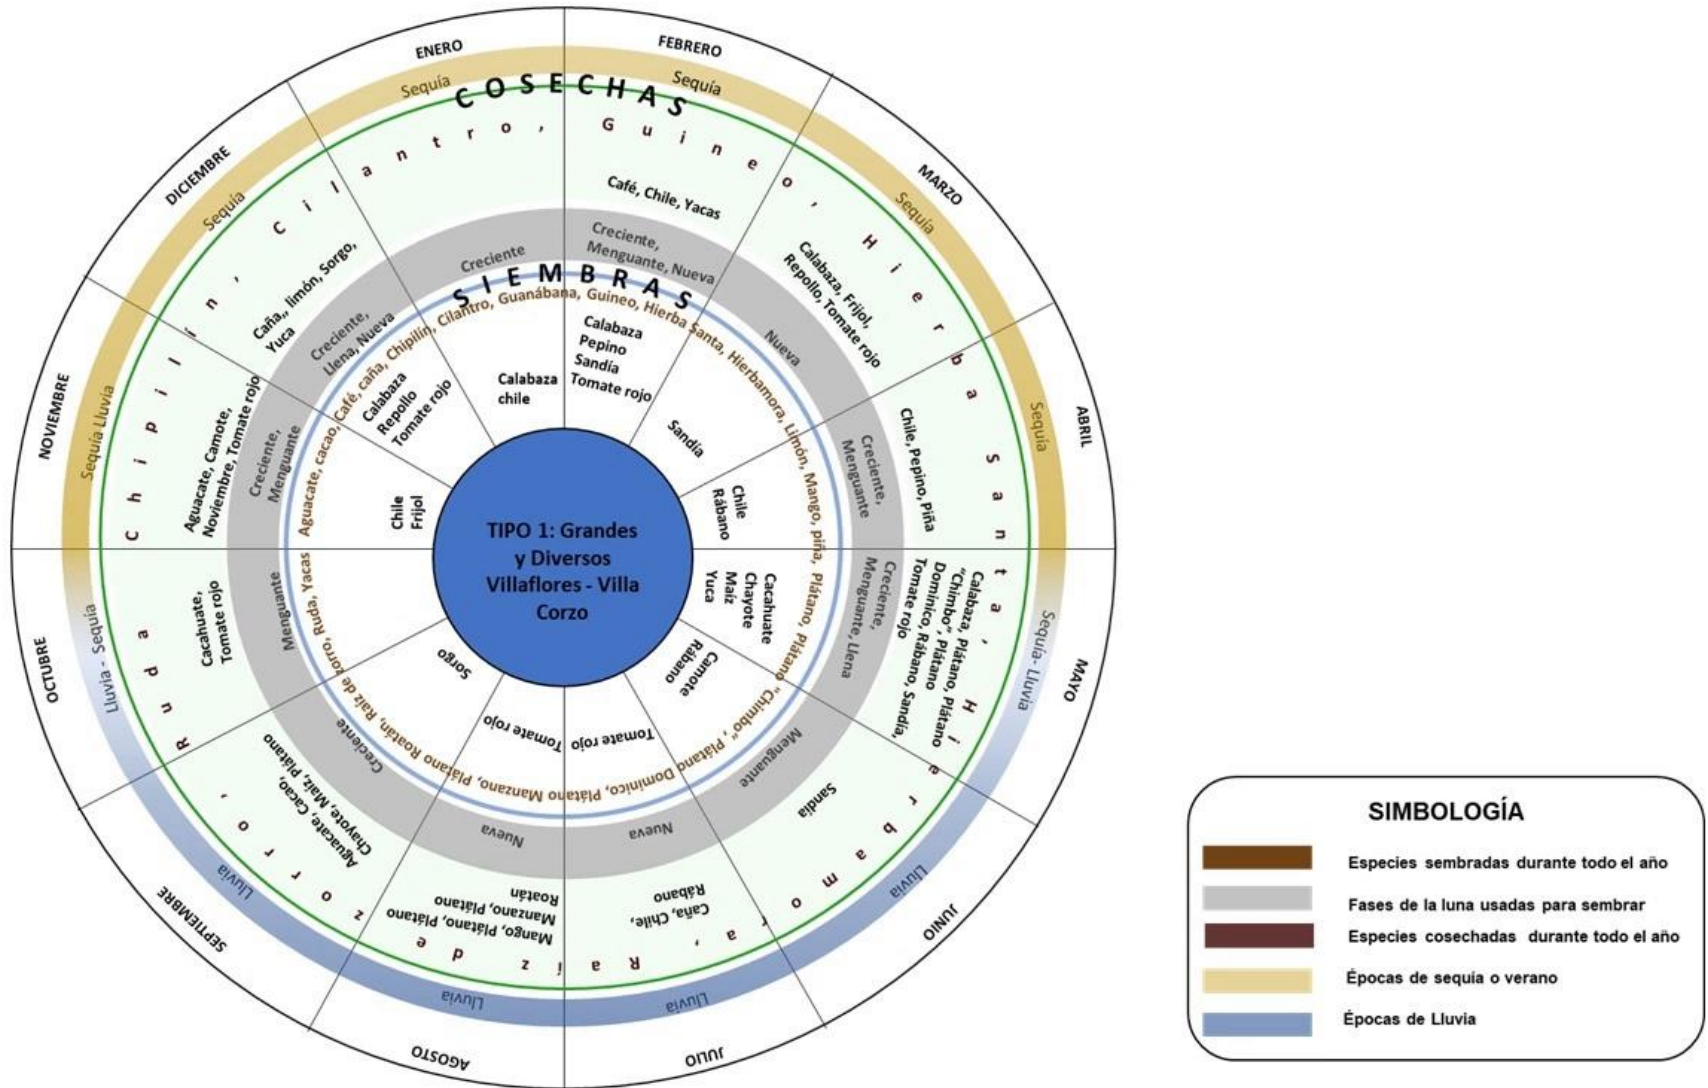 ENERO
FEBRERO
MARZO
ABRIL
MAYO
JUNIO
JULIO
AGOSTO
SEPTIEMBRE
OCTUBRE
NOVIEMBRE
DICIEMBRE
Sequía
Sequía
Sequía
Sequía
Sequía- Lluvia
Lluvia
Lluvia
Lluvia
Lluvia
Lluvia - Sequía
Sequía Lluvia
Sequía
COSECHAS
Chipilín, Cilantro, Guineo, Hierba Santa, Hierbamora, Raíz de zorro, Ruda
Café, Chile, Yacas
Calabaza, Frijol,
Repollo, Tomate rojo
Chile, Pepino, Piña
Calabaza, Plátano, Plátano
"Chimbo", Plátano
Dominico, Rábano, Sandía,
Tomate rojo
Sandía
Caña, Chile,
Rábano
Mango, Plátano, Plátano
Manzano, Plátano
Roatán
Aguacate, Cacao,
Chayote, Maíz, Plátano
Cacahuate,
Tomate rojo
Aguacate, Camote,
Noviembre, Tomate rojo
Caña,, limón, Sorgo,
Yuca
Creciente
Creciente,
Menguante, Nueva
Nueva
Creciente,
Menguante
Creciente,
Menguante, Llena
Menguante
Nueva
Nueva
Creciente
Menguante
Creciente,
Menguante
Creciente,
Llena, Nueva
SIEMBRAS
Aguacate, cacao, Café, caña, Chipilín, Cilantro, Guanábana, Guineo, Hierba Santa, Hierbamora, Limón, Mango, piña, Plátano, Plátano "Chimbo", Plátano Dominico, Plátano Manzano, Plátano Roatán, Raíz de zorro, Ruda, Yacas
Calabaza
chile
Calabaza
Pepino
Sandía
Tomate rojo
Sandía
Chile
Rábano
Cacahuate
Chayote
Maíz
Yuca
Camote
Rábano
Tomate rojo
Tomate rojo
Sorgo
Chile
Frijol
Calabaza
Repollo
Tomate rojo
TIPO 1: Grandes
y Diversos
Villaflores - Villa
Corzo
SIMBOLOGÍA
Especies sembradas durante todo el año
Fases de la luna usadas para sembrar
Especies cosechadas durante todo el año
Épocas de sequía o verano
Épocas de Lluvia